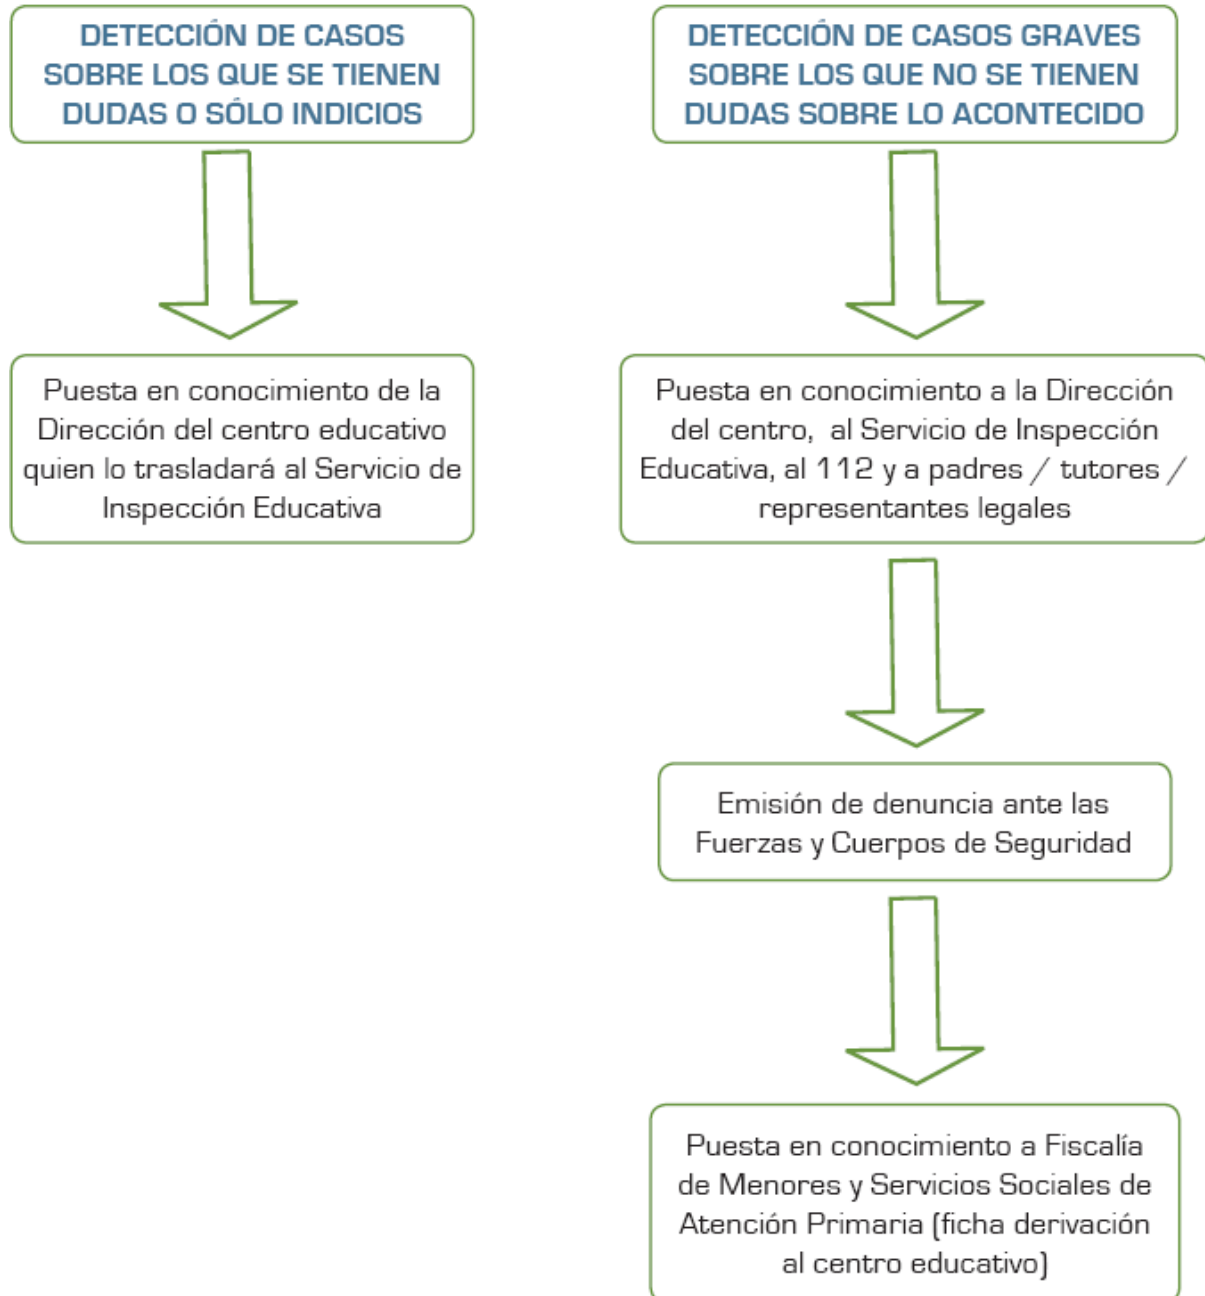 DETECCIÓN DE CASOS
SOBRE LOS QUE SE TIENEN
DUDAS O SÓLO INDICIOS
Puesta en conocimiento de la
Dirección del centro educativo
quien lo trasladará al Servicio de
Inspección Educativa
DETECCIÓN DE CASOS GRAVES
SOBRE LOS QUE NO SE TIENEN
DUDAS SOBRE LO ACONTECIDO
Puesta en conocimiento a la Dirección
del centro, al Servicio de Inspección
Educativa, al 112 y a padres / tutores /
representantes legales
Emisión de denuncia ante las
Fuerzas y Cuerpos de Seguridad
Puesta en conocimiento a Fiscalía
de Menores y Servicios Sociales de
Atención Primaria (ficha derivación
al centro educativo)